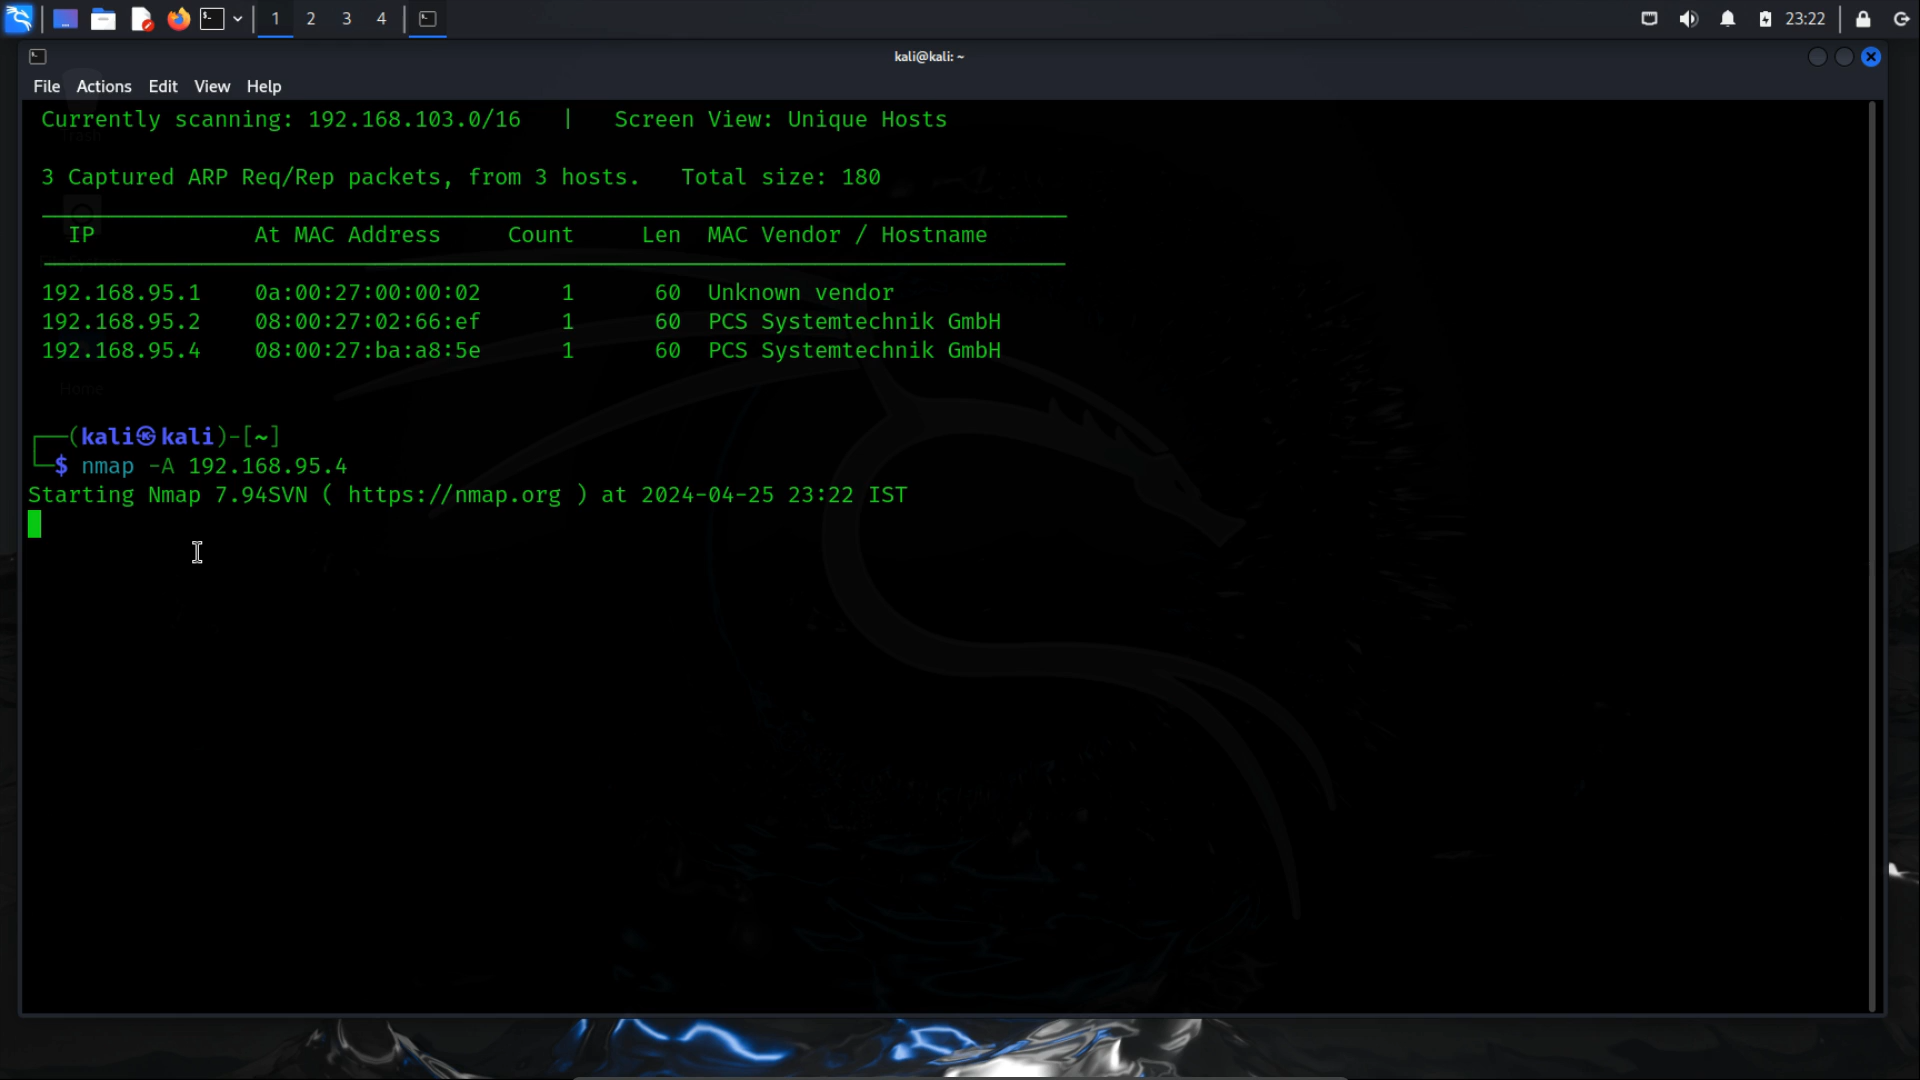 1 2 3 4 23:22
kali@kali: ~
File Actions Edit View Help
Currently scanning: 192.168.103.0/16 | Screen View: Unique Hosts
3 Captured ARP Req/Rep packets, from 3 hosts. Total size: 180
IP At MAC Address Count Len MAC Vendor / Hostname
192.168.95.1 0a:00:27:00:00:02 1 60 Unknown vendor
192.168.95.2 08:00:27:02:66:ef 1 60 PCS Systemtechnik GmbH
192.168.95.4 08:00:27:ba:a8:5e 1 60 PCS Systemtechnik GmbH
Home
┌──(kali㉿kali)-[~]
└─$ nmap -A 192.168.95.4
Starting Nmap 7.94SVN ( https://nmap.org ) at 2024-04-25 23:22 IST